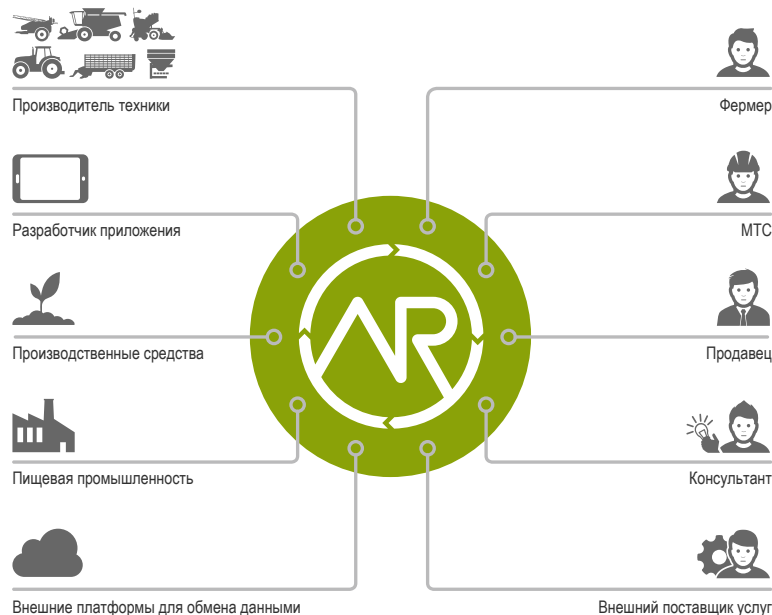 Производитель техники
Фермер
Разработчик приложения
МТС
AR
Производственные средства
Продавец
Пищевая промышленность
Консультант
Внешние платформы для обмена данными
Внешний поставщик услуг